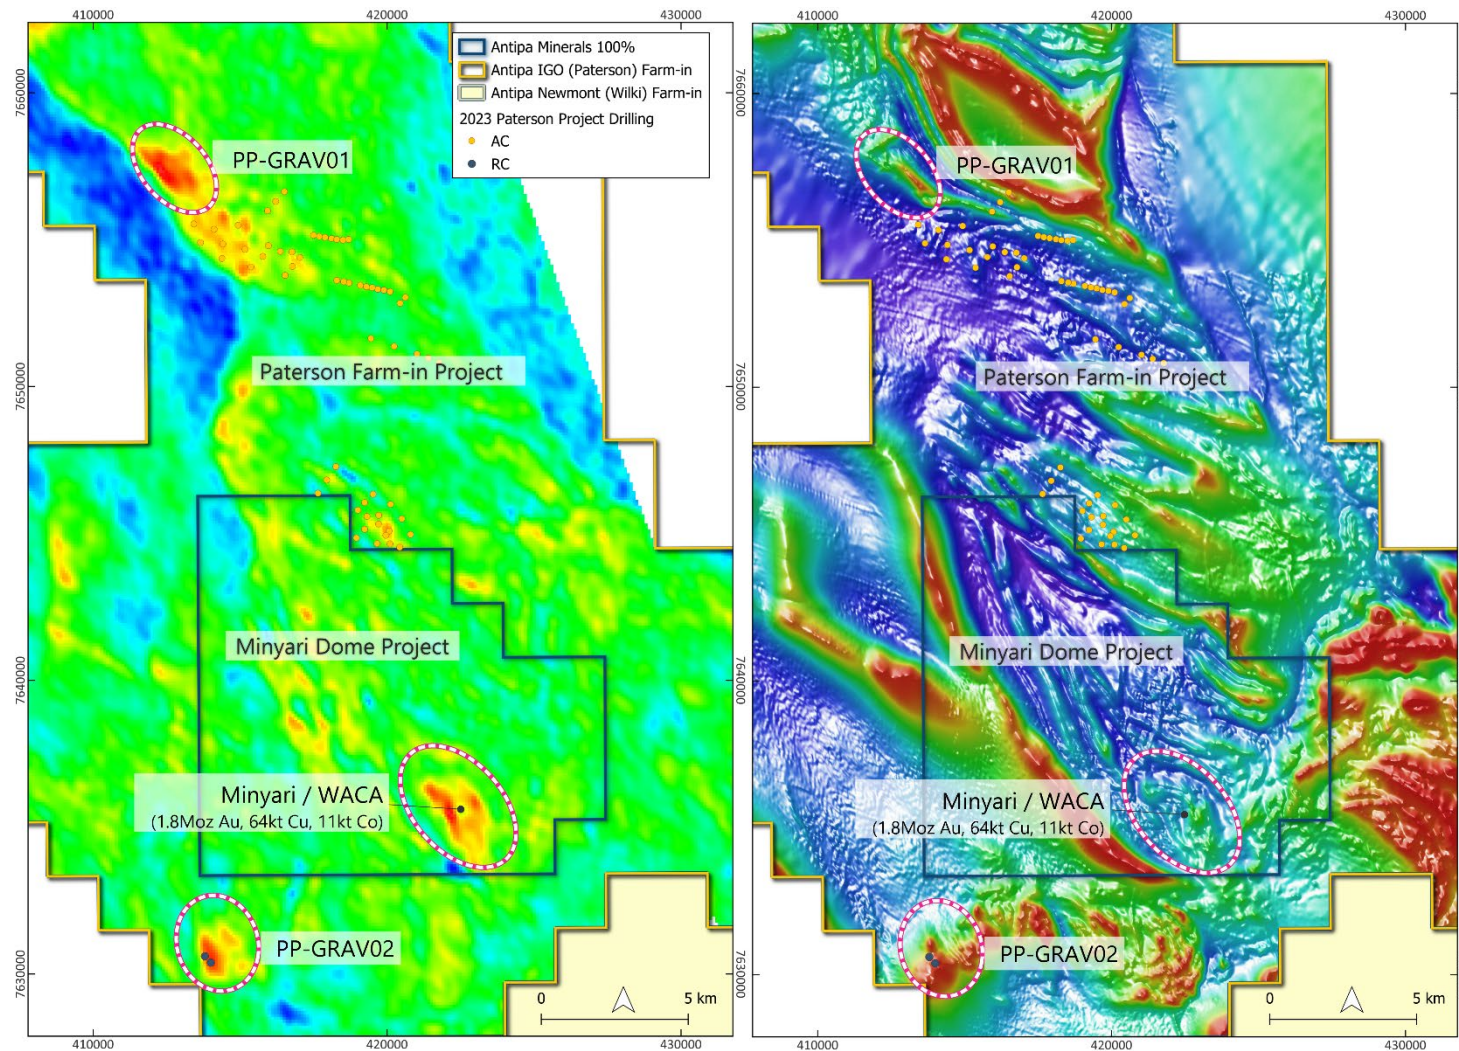 410000
420000
430000
410000
420000
430000
Antipa Minerals 100%
Antipa IGO (Paterson) Farm-in
Antipa Newmont (Wilki) Farm-in
2023 Paterson Project Drilling
AC
RC
7660000
7660000
PP-GRAV01
PP-GRAV01
7650000
7650000
Paterson Farm-in Project
Paterson Farm-in Project
Minyari Dome Project
Minyari Dome Project
7640000
7640000
Minyari / WACA
(1.8Moz Au, 64kt Cu, 11kt Co)
Minyari / WACA
(1.8Moz Au, 64kt Cu, 11kt Co)
PP-GRAV02
PP-GRAV02
7630000
7630000
0 5 km
0 5 km
410000
420000
430000
410000
420000
430000